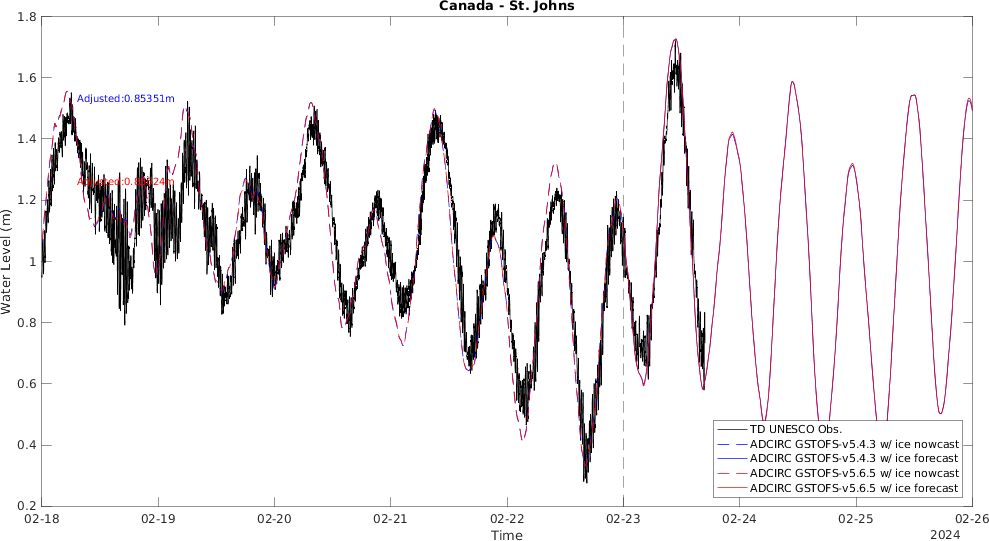 Canada - St. Johns
1.8
1.6
1.4
1.2
1
0.8
0.6
0.4
0.2
Water Level (m)
Adjusted:0.85351m
TD UNESCO Obs.
ADCIRC GSTOFS-v5.4.3 w/ ice nowcast
ADCIRC GSTOFS-v5.4.3 w/ ice forecast
ADCIRC GSTOFS-v5.6.5 w/ ice nowcast
ADCIRC GSTOFS-v5.6.5 w/ ice forecast
02-18
02-19
02-20
02-21
02-22
02-23
02-24
02-25
02-26
Time
2024